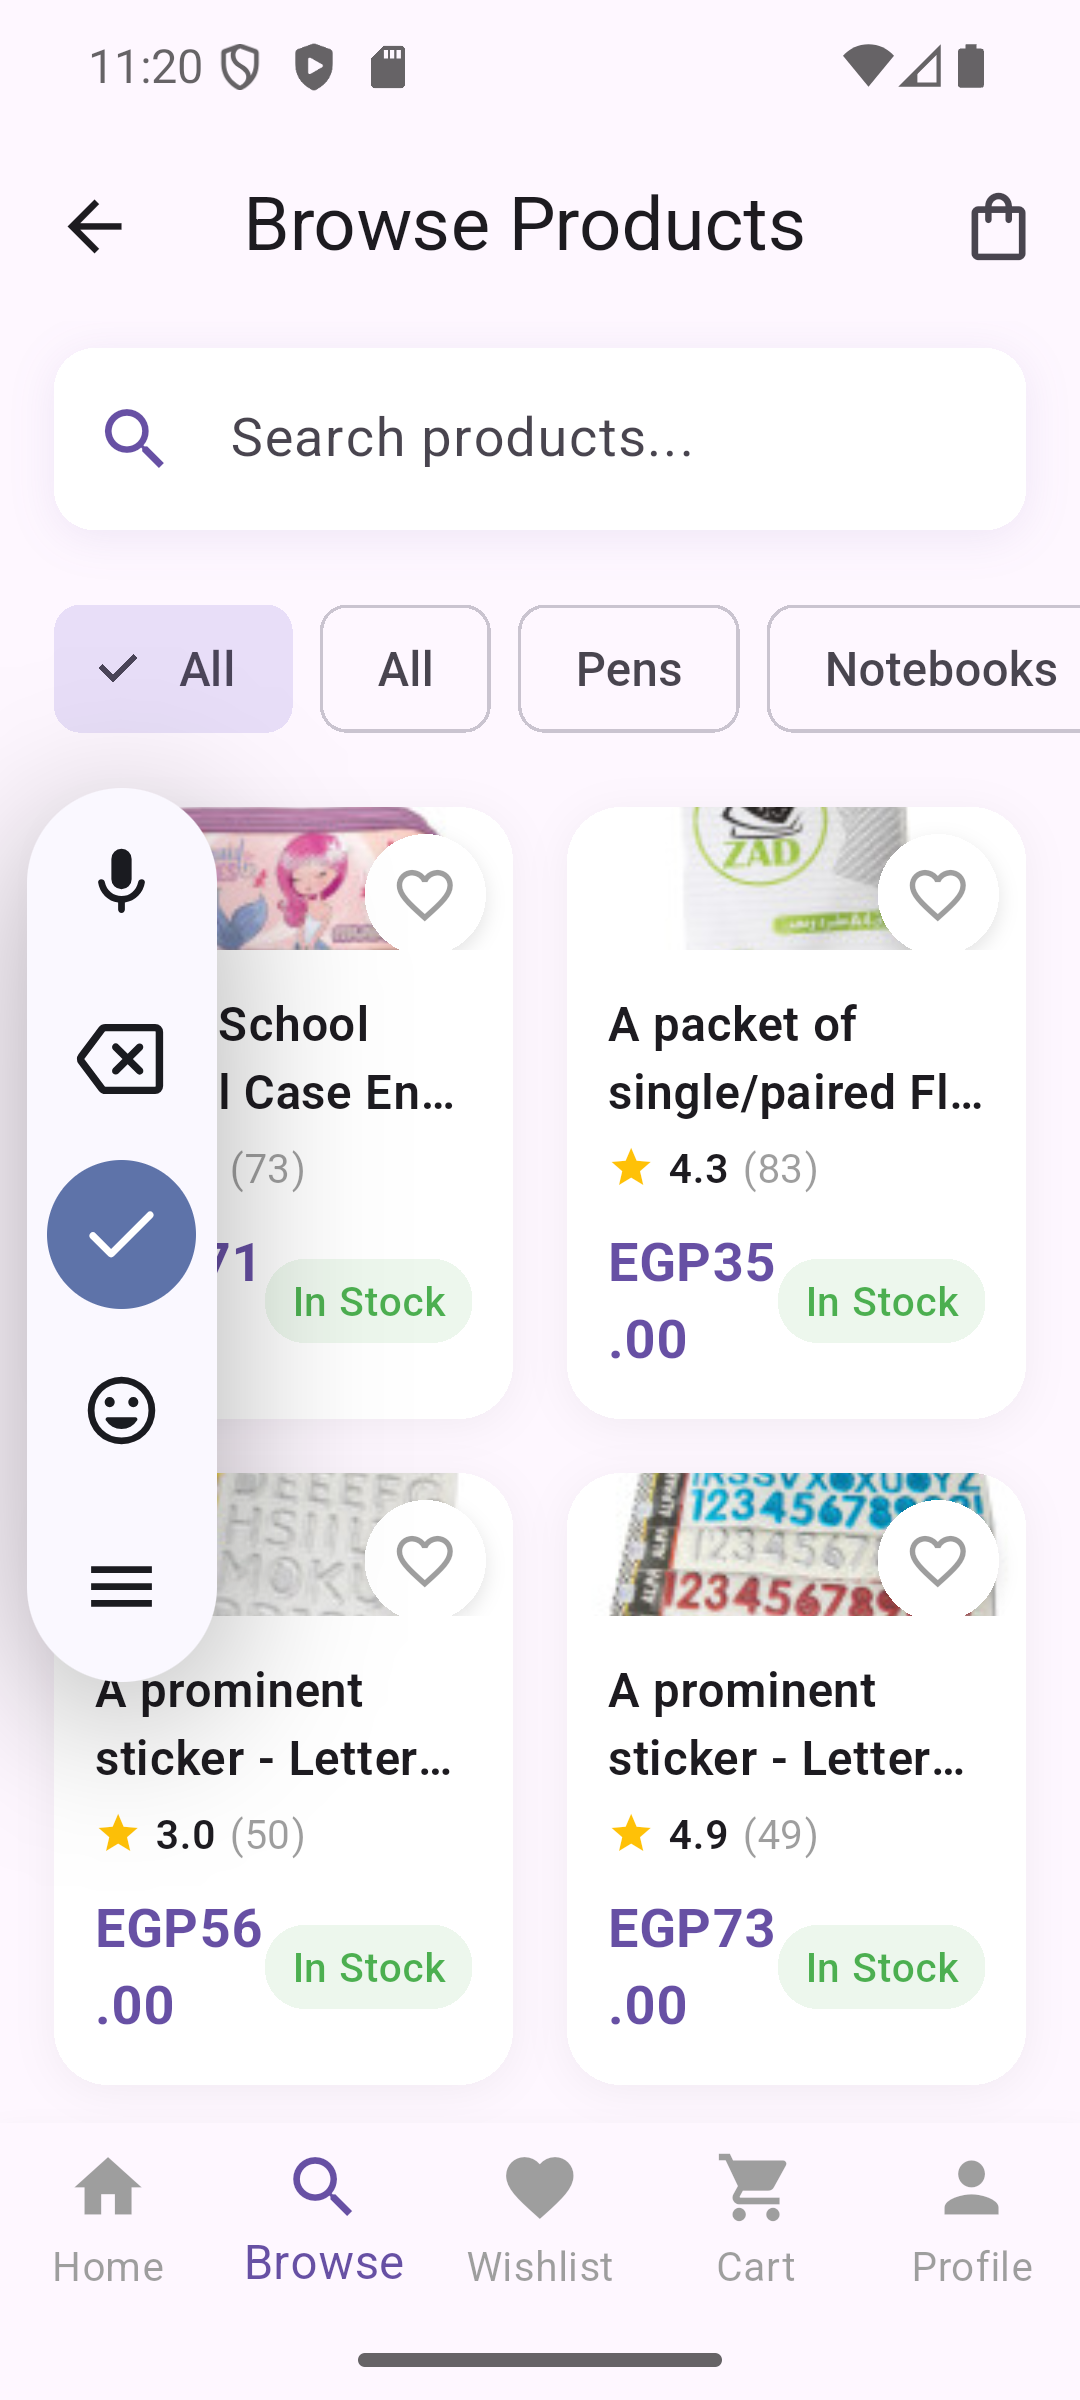 11:20
Browse Products
Search products...
All
All
Pens
Notebooks
ZAD
School
l Case En...
(73)
71
In Stock
A packet of
single/paired Fl...
4.3 (83)
EGP35
.00
In Stock
A prominent
sticker - Letter...
3.0 (50)
EGP56
.00
In Stock
A prominent
sticker - Letter...
4.9 (49)
EGP73
.00
In Stock
Home
Browse
Wishlist
Cart
Profile